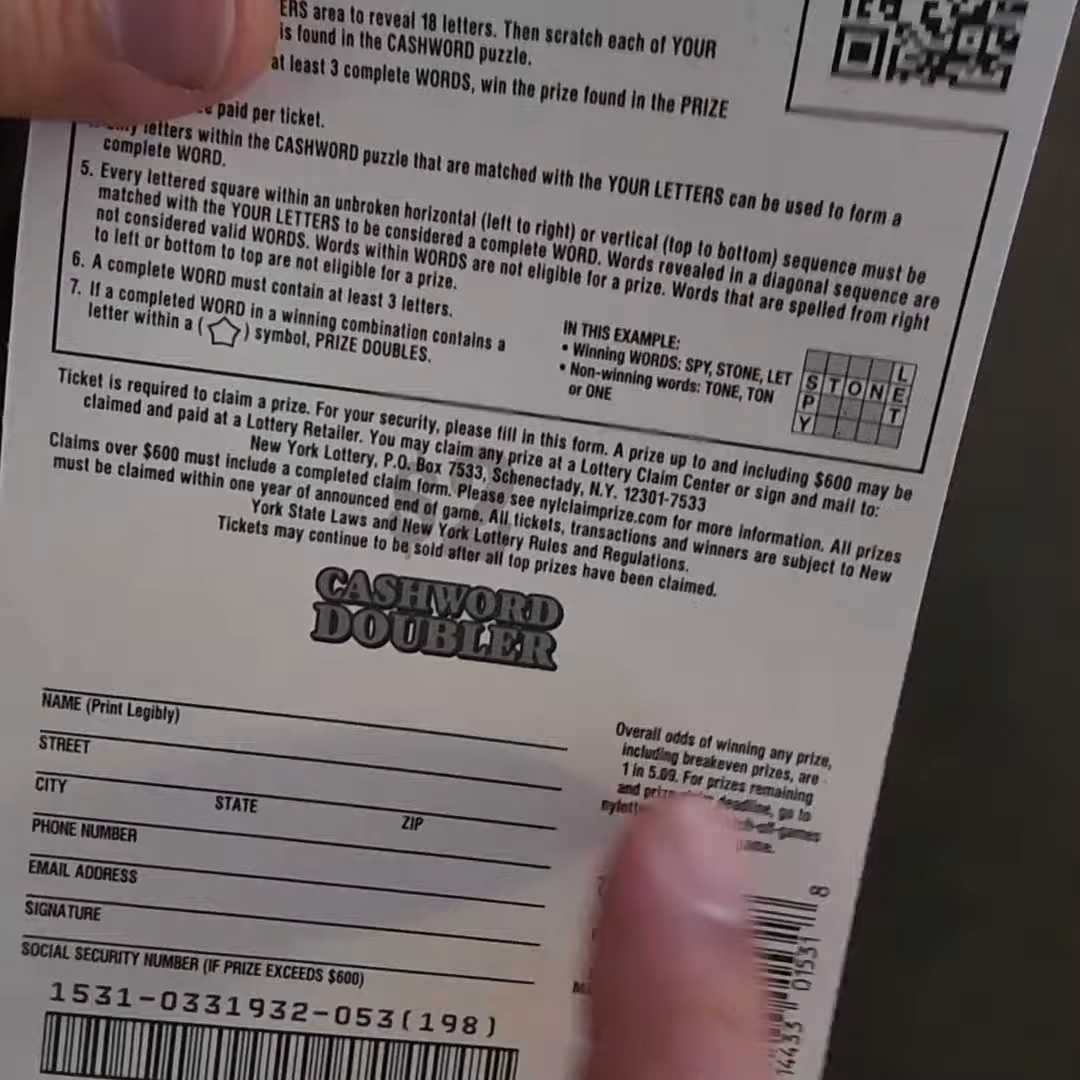 ERS area to reveal 18 letters. Then scratch each of YOUR
is found in the CASHWORD puzzle.
at least 3 complete WORDS, win the prize found in the PRIZE
paid per ticket.
letters within the CASHWORD puzzle that are matched with the YOUR LETTERS can be used to form a
complete WORD.
5. Every lettered square within an unbroken horizontal (left to right) or vertical (top to bottom) sequence must be
matched with the YOUR LETTERS to be considered a complete WORD. Words revealed in a diagonal sequence are
not considered valid WORDS. Words within WORDS are not eligible for a prize. Words that are spelled from right
to left or bottom to top are not eligible for a prize.
6. A complete WORD must contain at least 3 letters.
7. If a completed WORD in a winning combination contains a
letter within a ( ) symbol, PRIZE DOUBLES.
IN THIS EXAMPLE:
• Winning WORDS: SPY, STONE, LET
• Non-winning words: TONE, TON
or ONE
L
STONE
P T
Y
Ticket is required to claim a prize. For your security, please fill in this form. A prize up to and including $600 may be
claimed and paid at a Lottery Retailer. You may claim any prize at a Lottery Claim Center or sign and mail to:
New York Lottery, P.O. Box 7533, Schenectady, N.Y. 12301-7533
Claims over $600 must include a completed claim form. Please see nylclaimprize.com for more information. All prizes
must be claimed within one year of announced end of game. All tickets, transactions and winners are subject to New
York State Laws and New York Lottery Rules and Regulations.
Tickets may continue to be sold after all top prizes have been claimed.
CASHWORD
DOUBLER
NAME (Print Legibly)
STREET
CITY STATE ZIP
PHONE NUMBER
EMAIL ADDRESS
SIGNATURE
SOCIAL SECURITY NUMBER (IF PRIZE EXCEEDS $600)
1531-0331932-053(198)
Overall odds of winning any prize,
including breakeven prizes, are
1 in 5.09. For prizes remaining
and deadline, go to
14433 01531 8